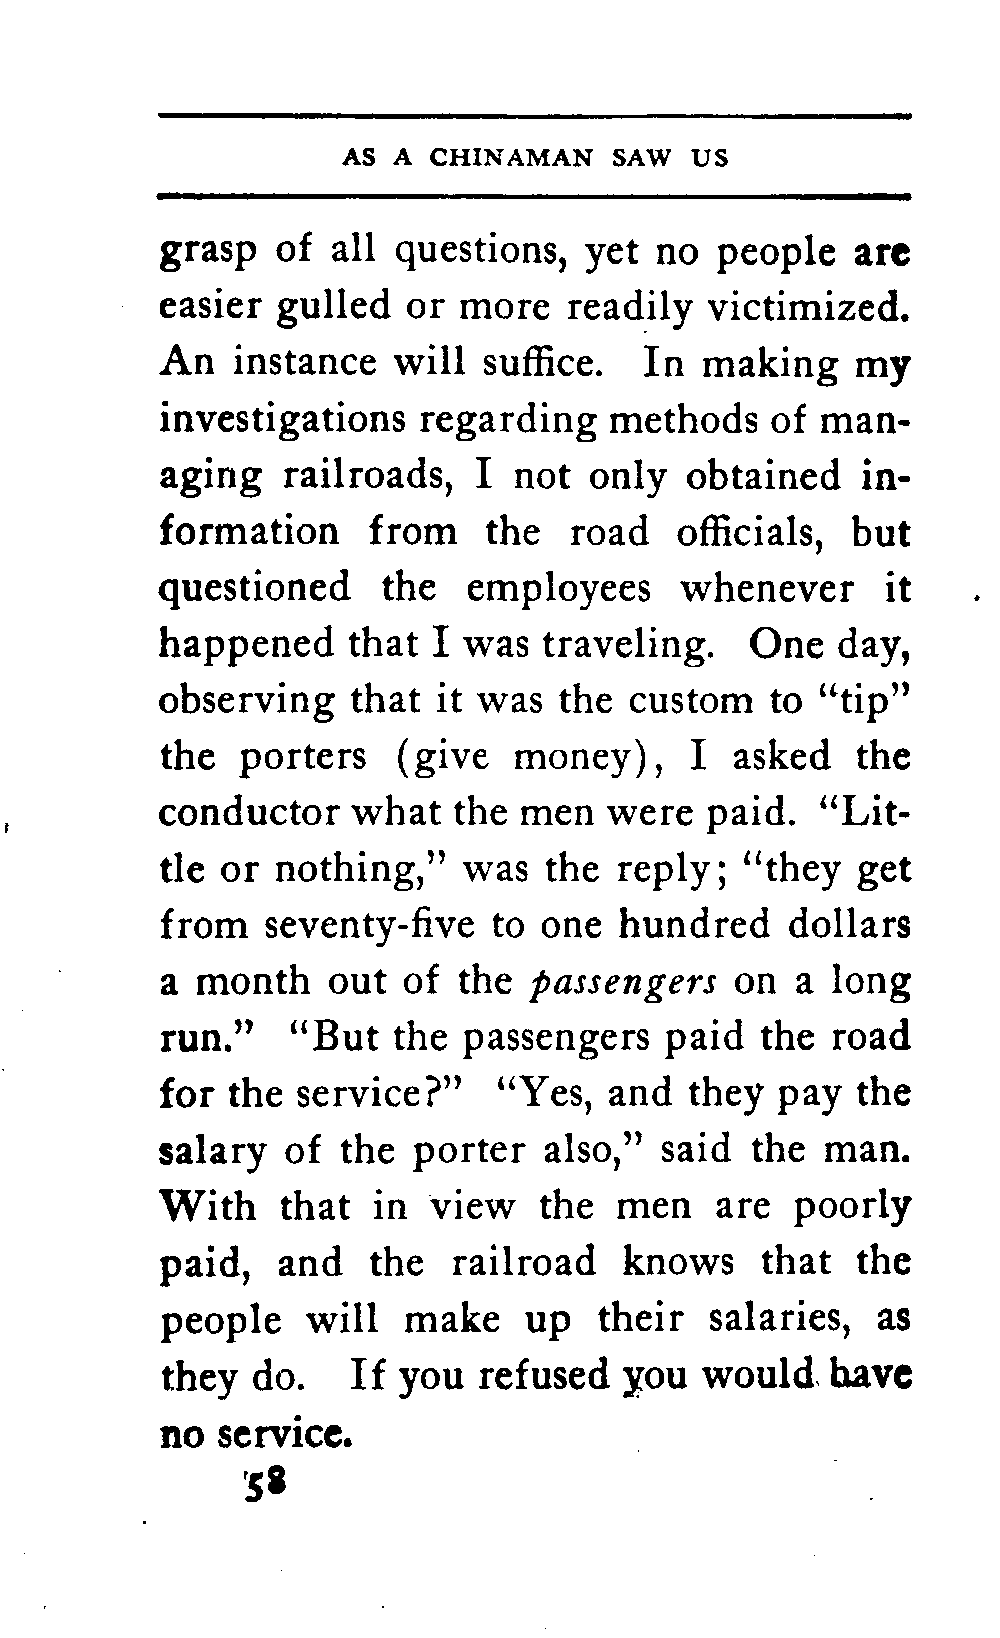 AS A CHINAMAN SAW US
grasp of all questions, yet no people are
easier gulled or more readily victimized.
An instance will suffice. In making my
investigations regarding methods of man-
aging railroads, I not only obtained in-
formation from the road officials, but
questioned the employees whenever it
happened that I was traveling. One day,
observing that it was the custom to “tip”
the porters (give money), I asked the
conductor what the men were paid. “Lit-
tle or nothing,” was the reply; “they get
from seventy-five to one hundred dollars
a month out of the passengers on a long
run.” “But the passengers paid the road
for the service?” “Yes, and they pay the
salary of the porter also,” said the man.
With that in view the men are poorly
paid, and the railroad knows that the
people will make up their salaries, as
they do. If you refused you would have
no service.
58